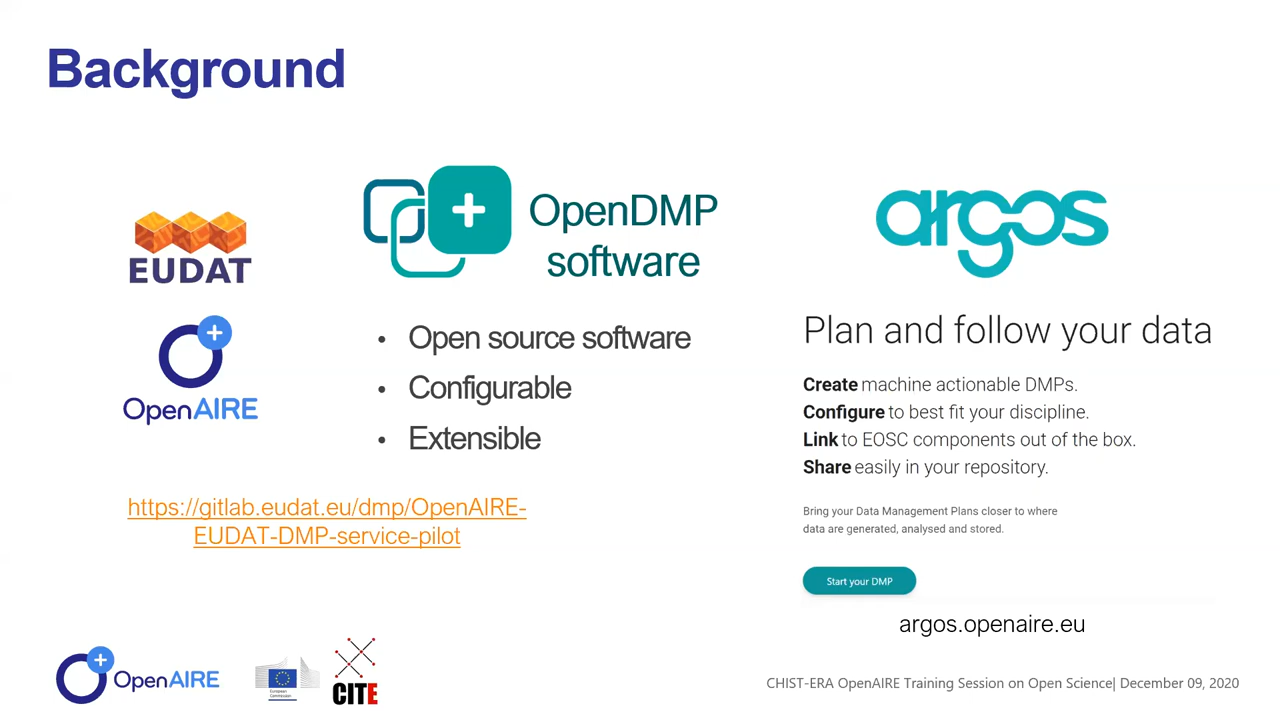 Background
EUDAT
OpenAIRE
OpenDMP
software
• Open source software
• Configurable
• Extensible
https://gitlab.eudat.eu/dmp/OpenAIRE-
EUDAT-DMP-service-pilot
argos
Plan and follow your data
Create machine actionable DMPs.
Configure to best fit your discipline.
Link to EOSC components out of the box.
Share easily in your repository.
Bring your Data Management Plans closer to where
data are generated, analysed and stored.
Start your DMP
argos.openaire.eu
OpenAIRE
European
Commission
CITE
CHIST-ERA OpenAIRE Training Session on Open Science| December 09, 2020